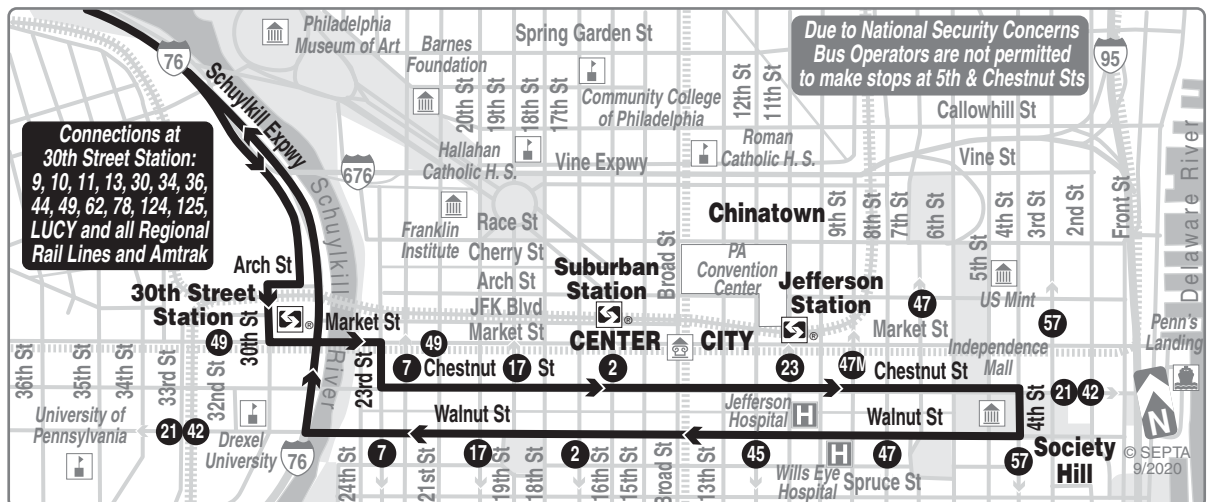 Philadelphia
Museum of Art
Barnes
Foundation
Spring Garden St
Due to National Security Concerns
Bus Operators are not permitted
to make stops at 5th & Chestnut Sts
76
95
Schuylkill Expwy
20th St
19th St
18th St
17th St
12th St
11th St
Community College
of Philadelphia
Callowhill St
Connections at
30th Street Station:
9, 10, 11, 13, 30, 34, 36,
44, 49, 62, 78, 124, 125,
LUCY and all Regional
Rail Lines and Amtrak
676
Hallahan
Catholic H. S.
Vine Expwy
Roman
Catholic H. S.
Vine St
Schuylkill River
Franklin
Institute
Race St
Cherry St
Arch St
JFK Blvd
Market St
Broad St
Chinatown
9th St
8th St
7th St
6th St
5th St
4th St
3rd St
2nd St
Front St
Delaware River
PA
Convention
Center
Suburban
Station
Jefferson
Station
US Mint
Arch St
30th Street
Station
®
®
®
47
57
Market St
Penn's
Landing
49
30th St
Market St
49
CENTER CITY
Independence
Mall
36th St
35th St
34th St
33rd St
32nd St
23rd St
7
Chestnut
17
St
2
23
47M
Chestnut St
4th St
21
42
N
University of
Pennsylvania
21
42
Drexel
University
76
Walnut St
Jefferson
Hospital
H
Walnut St
24th St
7
21st St
17
19th St
18th St
2
16th St
15th St
Broad St
13th St
45
Wills Eye
Hospital
H
47
Spruce St
57
Society
Hill
© SEPTA
9/2020